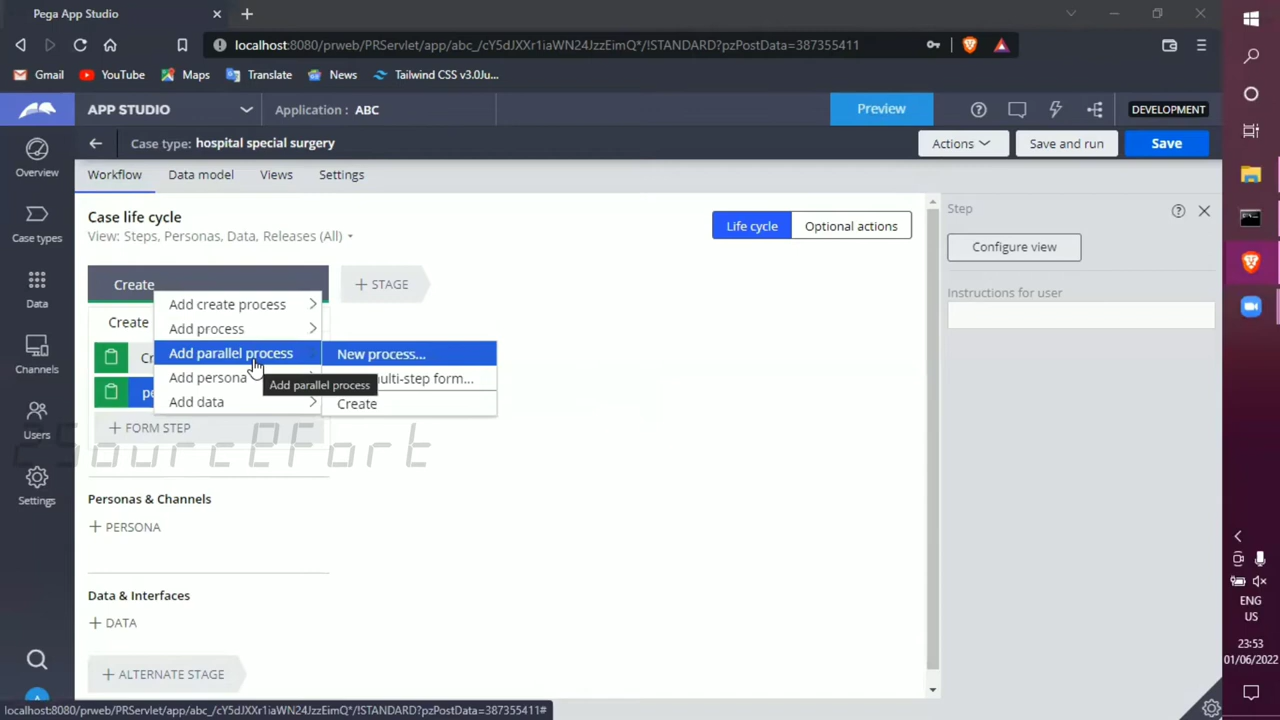 Pega App Studio
localhost:8080/prweb/PRServlet/app/abc_/cY5dJXXr1iaWN24JzzEimQ*/!STANDARD?pzPostData=387355411
Gmail
YouTube
Maps
Translate
News
Tailwind CSS v3.0Ju...
APP STUDIO
Application : ABC
Preview
DEVELOPMENT
Overview
Case types
Data
Channels
Users
Settings
Case type: hospital special surgery
Actions
Save and run
Save
Workflow
Data model
Views
Settings
Case life cycle
View: Steps, Personas, Data, Releases (All)
Life cycle
Optional actions
Create
+ STAGE
Create
Cr
pe
+ FORM STEP
Add create process
Add process
Add parallel process
Add persona
Add data
Add parallel process
New process...
ulti-step form...
Create
2Source@Fort
Personas & Channels
+ PERSONA
Data & Interfaces
+ DATA
+ ALTERNATE STAGE
Step
Configure view
Instructions for user
A
localhost:8080/prweb/PRServlet/app/abc_/cY5dJXXr1iaWN24JzzEimQ*/!STANDARD?pzPostData=387355411#
ENG
US
23:53
01/06/2022